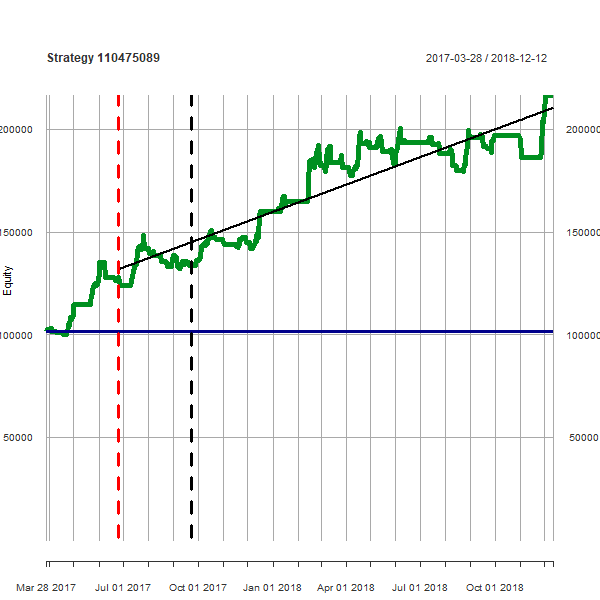 Strategy 110475089 2017-03-28 / 2018-12-12
200000 200000
150000 150000
Equity
100000 100000
50000 50000
Mar 28 2017 Jul 01 2017 Oct 01 2017 Jan 01 2018 Apr 01 2018 Jul 01 2018 Oct 01 2018